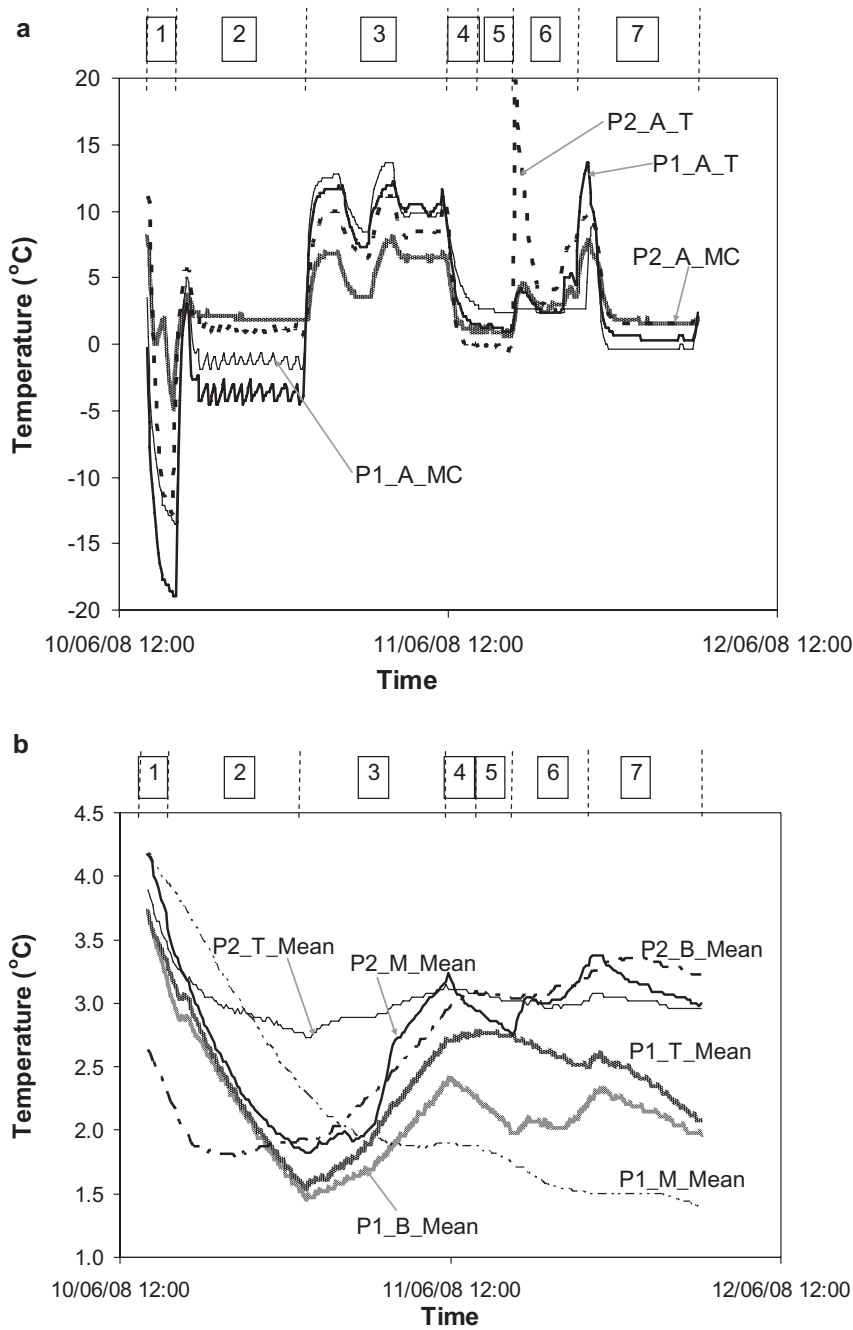 a
1 2 3 4 5 6 7
20
15
10
5
0
-5
-10
-15
-20
Temperature (°C)
P2_A_T
P1_A_T
P2_A_MC
P1_A_MC
10/06/08 12:00 11/06/08 12:00 12/06/08 12:00
Time
b
1 2 3 4 5 6 7
4.5
4.0
3.5
3.0
2.5
2.0
1.5
1.0
Temperature (°C)
P2_T_Mean
P2_M_Mean
P2_B_Mean
P1_T_Mean
P1_M_Mean
P1_B_Mean
10/06/08 12:00 11/06/08 12:00 12/06/08 12:00
Time